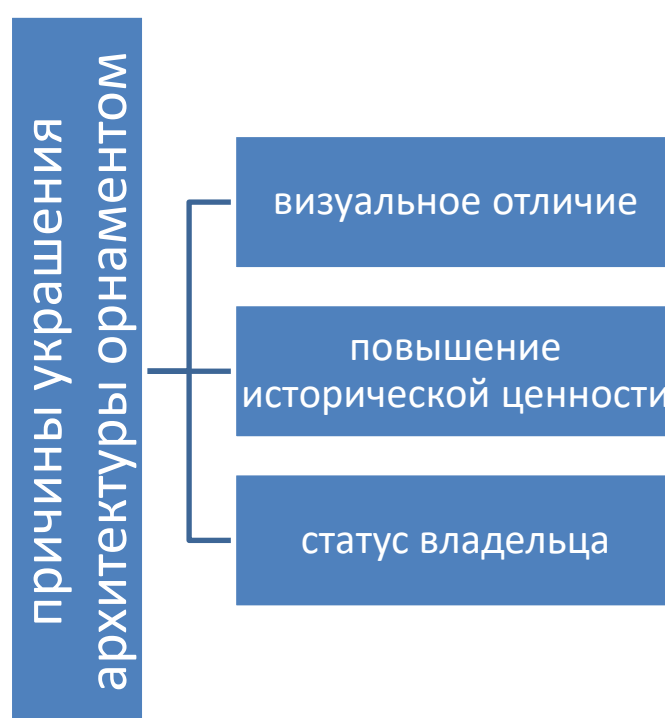 причины украшения
архитектуры орнаментом
визуальное отличие
повышение
исторической ценности
статус владельца